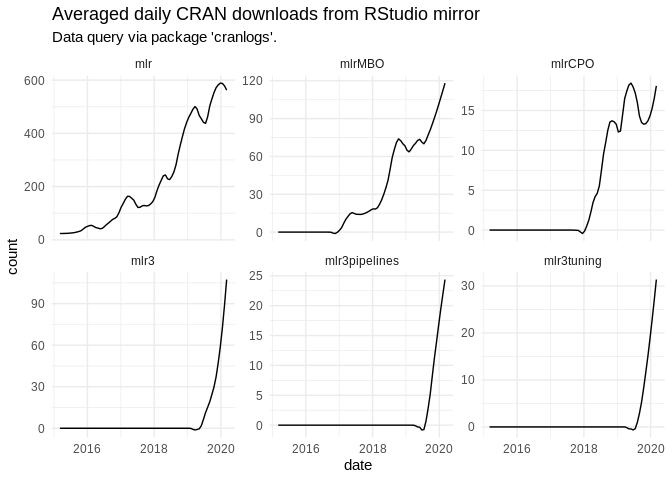 Averaged daily CRAN downloads from RStudio mirror
Data query via package 'cranlogs'.
mlr
mlrMBO
mlrCPO
600
400
200
0
120
90
60
30
0
15
10
5
0
count
mlr3
mlr3pipelines
mlr3tuning
90
60
30
0
25
20
15
10
5
0
30
20
10
0
2016 2018 2020
2016 2018 2020
2016 2018 2020
date